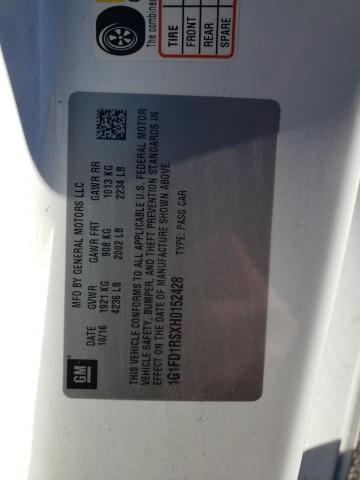 The combined
TIRE
FRONT
REAR
SPARE
MFD BY GENERAL MOTORS LLC
DATE GVWR GAWR FRT GAWR RR
10/16 1921 KG 908 KG 1013 KG
4236 LB 2002 LB 2234 LB
THIS VEHICLE CONFORMS TO ALL APPLICABLE U.S. FEDERAL MOTOR
VEHICLE SAFETY, BUMPER, AND THEFT PREVENTION STANDARDS IN
EFFECT ON THE DATE OF MANUFACTURE SHOWN ABOVE.
1G1FD1RSXH0152428 TYPE: PASS CAR
GM